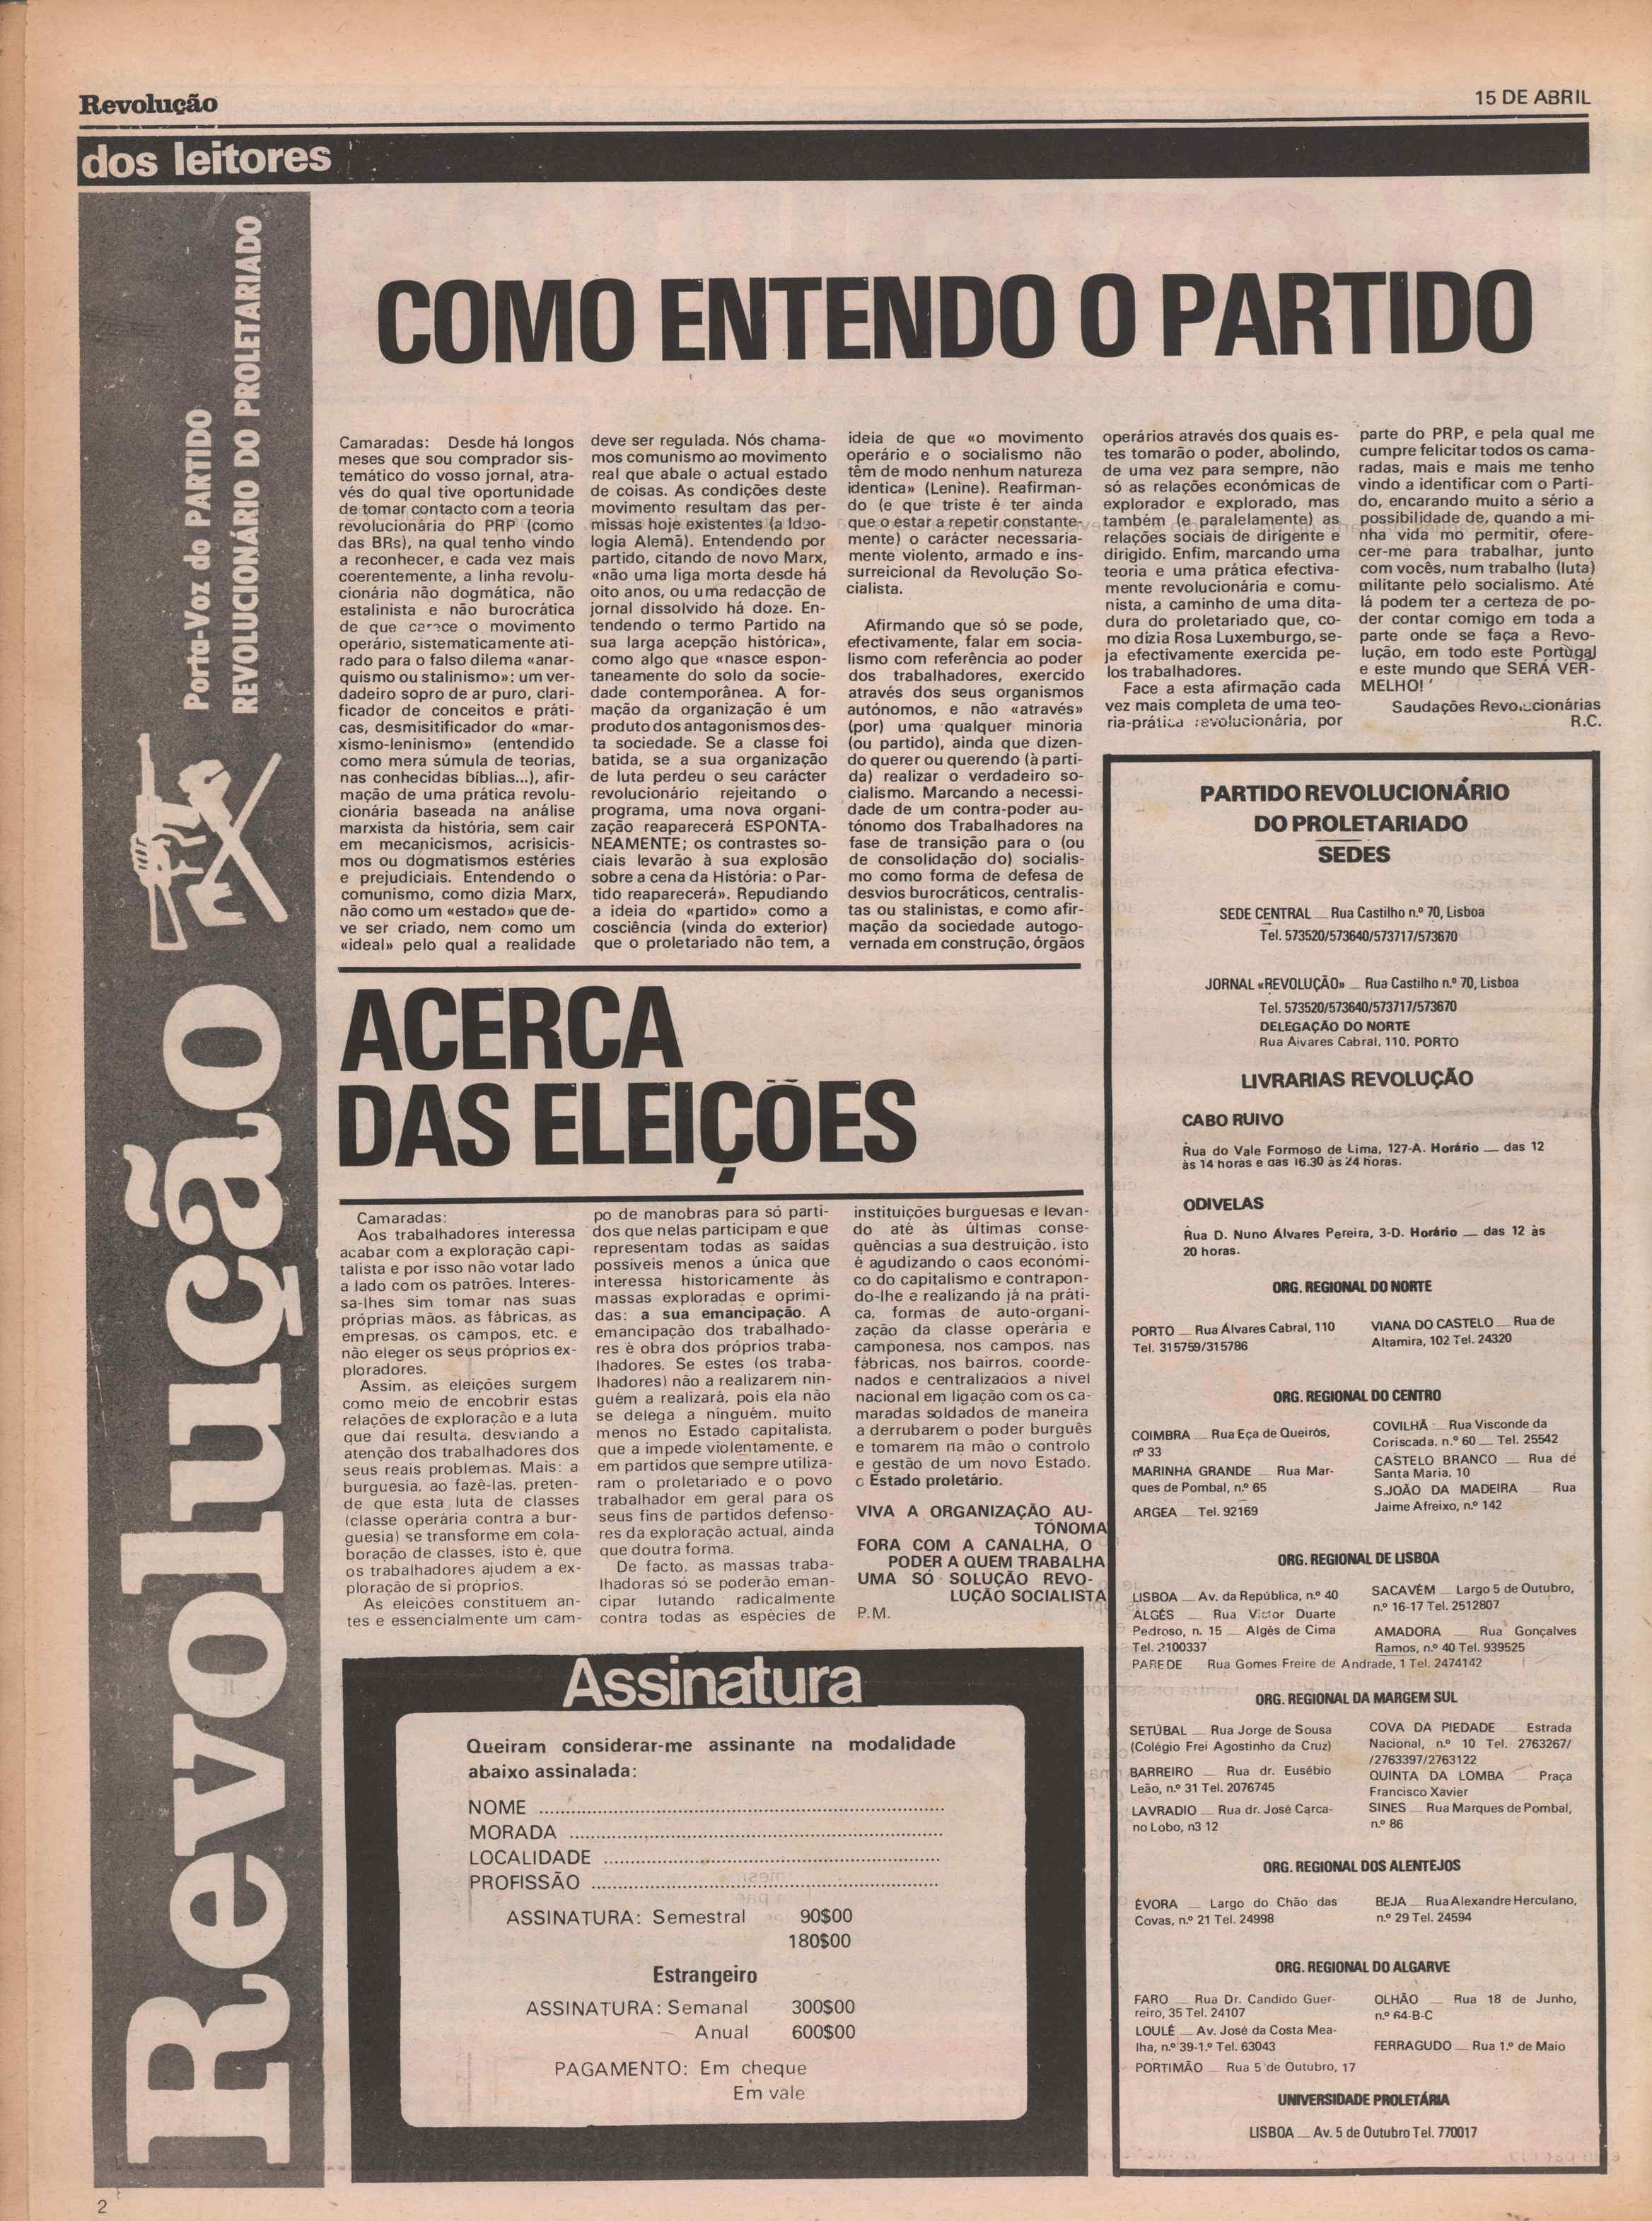 Revolução
15 DE ABRIL
dos leitores
Porta-Voz do PARTIDO
REVOLUCIONÁRIO DO PROLETARIADO
Revolução
COMO ENTENDO O PARTIDO
Camaradas: Desde há longos
meses que sou comprador sis-
temático do vosso jornal, atra-
vés do qual tive oportunidade
de tomar contacto com a teoria
revolucionária do PRP (como
das BRs), na qual tenho vindo
a reconhecer, e cada vez mais
coerentemente, a linha revolu-
cionária não dogmática, não
estalinista e não burocrática
de que carece o movimento
operário, sistematicamente ati-
rado para o falso dilema «anar-
quismo ou stalinismo»: um ver-
dadeiro sopro de ar puro, clari-
ficador de conceitos e práti-
cas, desmisitificador do «mar-
xismo-leninismo» (entendido
como mera súmula de teorias,
nas conhecidas bíblias...), afir-
mação de uma prática revolu-
cionária baseada na análise
marxista da história, sem cair
em mecanicismos, acrisicis-
mos ou dogmatismos estéries
e prejudiciais. Entendendo o
comunismo, como dizia Marx,
não como um «estado» que de-
ve ser criado, nem como um
«ideal» pelo qual a realidade
deve ser regulada. Nós chama-
mos comunismo ao movimento
real que abale o actual estado
de coisas. As condições deste
movimento resultam das per-
missas hoje existentes (a Ideo-
logia Alemã). Entendendo por
partido, citando de novo Marx,
«não uma liga morta desde há
oito anos, ou uma redacção de
jornal dissolvido há doze. En-
tendendo o termo Partido na
sua larga acepção histórica»,
como algo que «nasce espon-
taneamente do solo da socie-
dade contemporânea. A for-
mação da organização é um
produto dos antagonismos des-
ta sociedade. Se a classe foi
batida, se a sua organização
de luta perdeu o seu carácter
revolucionário rejeitando o
programa, uma nova organi-
zação reaparecerá ESPONTA-
NEAMENTE; os contrastes so-
ciais levarão à sua explosão
sobre a cena da História: o Par-
tido reaparecerá». Repudiando
a ideia do «partido» como a
cosciência (vinda do exterior)
que o proletariado não tem, a
ideia de que «o movimento
operário e o socialismo não
têm de modo nenhum natureza
identica» (Lenine). Reafirman-
do (e que triste é ter ainda
que o estar a repetir constante-
mente) o carácter necessaria-
mente violento, armado e ins-
surreicional da Revolução So-
cialista.
Afirmando que só se pode,
efectivamente, falar em socia-
lismo com referência ao poder
dos trabalhadores, exercido
através dos seus organismos
autónomos, e não «através»
(por) uma qualquer minoria
(ou partido), ainda que dizen-
do querer ou querendo (à parti-
da) realizar o verdadeiro so-
cialismo. Marcando a necessi-
dade de um contra-poder au-
tónomo dos Trabalhadores na
fase de transição para o (ou
de consolidação do) socialis-
mo como forma de defesa de
desvios burocráticos, centralis-
tas ou stalinistas, e como afir-
mação da sociedade autogo-
vernada em construção, órgãos
operários através dos quais es-
tes tomarão o poder, abolindo,
de uma vez para sempre, não
só as relações económicas de
explorador e explorado, mas
também (e paralelamente) as
relações sociais de dirigente e
dirigido. Enfim, marcando uma
teoria e uma prática efectiva-
mente revolucionária e comu-
nista, a caminho de uma dita-
dura do proletariado que, co-
mo dizia Rosa Luxemburgo, se-
ja efectivamente exercida pe-
los trabalhadores.
Face a esta afirmação cada
vez mais completa de uma teo-
ria-prática revolucionária, por
parte do PRP, e pela qual me
cumpre felicitar todos os cama-
radas, mais e mais me tenho
vindo a identificar com o Parti-
do, encarando muito a sério a
possibilidade de, quando a mi-
nha vida mo permitir, ofere-
cer-me para trabalhar, junto
com vocês, num trabalho (luta)
militante pelo socialismo. Até
lá podem ter a certeza de po-
der contar comigo em toda a
parte onde se faça a Revo-
lução, em todo este Portugal
e este mundo que SERÁ VER-
MELHO!
Saudações Revolucionárias
R.C.
ACERCA
DAS ELEIÇÕES
Camaradas:
Aos trabalhadores interessa
acabar com a exploração capi-
talista e por isso não votar lado
a lado com os patrões. Interes-
sa-lhes sim tomar nas suas
próprias mãos, as fábricas, as
empresas, os campos, etc. e
não eleger os seus próprios ex-
ploradores.
Assim, as eleições surgem
como meio de encobrir estas
relações de exploração e a luta
que daí resulta, desviando a
atenção dos trabalhadores dos
seus reais problemas. Mais: a
burguesia, ao fazê-las, preten-
de que esta luta de classes
(classe operária contra a bur-
guesia) se transforme em cola-
boração de classes, isto é, que
os trabalhadores ajudem a ex-
ploração de si próprios.
As eleições constituem an-
tes e essencialmente um cam-
po de manobras para só parti-
dos que nelas participam e que
representam todas as saídas
possíveis menos a única que
interessa historicamente às
massas exploradas e oprimi-
das: a sua emancipação. A
emancipação dos trabalhado-
res é obra dos próprios traba-
lhadores. Se estes (os traba-
lhadores) não a realizarem nin-
guém a realizará, pois ela não
se delega a ninguém, muito
menos no Estado capitalista,
que a impede violentamente, e
em partidos que sempre utiliza-
ram o proletariado e o povo
trabalhador em geral para os
seus fins de partidos defenso-
res da exploração actual, ainda
que doutra forma.
De facto, as massas traba-
lhadoras só se poderão eman-
cipar lutando radicalmente
contra todas as espécies de
instituições burguesas e levan-
do até às últimas conse-
quências a sua destruição, isto
é agudizando o caos económi-
co do capitalismo e contrapon-
do-lhe e realizando já na práti-
ca, formas de auto-organi-
zação da classe operária e
camponesa, nos campos, nas
fábricas, nos bairros, coorde-
nados e centralizados a nível
nacional em ligação com os ca-
maradas soldados de maneira
a derrubarem o poder burguês
e tomarem na mão o controlo
e gestão de um novo Estado,
o Estado proletário.
VIVA A ORGANIZAÇÃO AU-
TÓNOMA
FORA COM A CANALHA, O
PODER A QUEM TRABALHA
UMA SÓ SOLUÇÃO REVO-
LUÇÃO SOCIALISTA
P.M.
Assinatura
Queiram considerar-me assinante na modalidade
abaixo assinalada:
NOME
MORADA
LOCALIDADE
PROFISSÃO
ASSINATURA: Semestral 90$00
180$00
Estrangeiro
ASSINATURA: Semanal 300$00
Anual 600$00
PAGAMENTO: Em cheque
Em vale
PARTIDO REVOLUCIONÁRIO
DO PROLETARIADO
SEDES
SEDE CENTRAL — Rua Castilho n.º 70, Lisboa
Tel. 573520/573640/573717/573670
JORNAL «REVOLUÇÃO» — Rua Castilho n.º 70, Lisboa
Tel. 573520/573640/573717/573670
DELEGAÇÃO DO NORTE
Rua Alvares Cabral, 110. PORTO
LIVRARIAS REVOLUÇÃO
CABO RUIVO
Rua do Vale Formoso de Lima, 127-A. Horário — das 12
às 14 horas e das 16.30 às 24 horas.
ODIVELAS
Rua D. Nuno Álvares Pereira, 3-D. Horário — das 12 às
20 horas.
ORG. REGIONAL DO NORTE
PORTO — Rua Álvares Cabral, 110
Tel. 315759/315786
VIANA DO CASTELO — Rua de
Altamira, 102 Tel. 24320
ORG. REGIONAL DO CENTRO
COIMBRA — Rua Eça de Queirós,
nº 33
MARINHA GRANDE — Rua Mar-
ques de Pombal, n.º 65
ARGEA — Tel. 92169
COVILHÃ — Rua Visconde da
Coriscada, n.º 60 — Tel. 25542
CASTELO BRANCO — Rua de
Santa Maria, 10
S.JOÃO DA MADEIRA — Rua
Jaime Afreixo, n.º 142
ORG. REGIONAL DE LISBOA
LISBOA — Av. da República, n.º 40
ALGÉS — Rua Victor Duarte
Pedroso, n. 15 — Algés de Cima
Tel. 2100337
SACAVÉM — Largo 5 de Outubro,
n.º 16-17 Tel. 2512807
AMADORA — Rua Gonçalves
Ramos, n.º 40 Tel. 939525
PAREDE Rua Gomes Freire de Andrade, 1 Tel. 2474142
ORG. REGIONAL DA MARGEM SUL
SETÚBAL — Rua Jorge de Sousa
(Colégio Frei Agostinho da Cruz)
BARREIRO — Rua dr. Eusébio
Leão, n.º 31 Tel. 2076745
LAVRADIO — Rua dr. José Carca-
no Lobo, n3 12
COVA DA PIEDADE — Estrada
Nacional, n.º 10 Tel. 2763267/
/2763397/2763122
QUINTA DA LOMBA — Praça
Francisco Xavier
SINES — Rua Marques de Pombal,
n.º 86
ORG. REGIONAL DOS ALENTEJOS
ÉVORA — Largo do Chão das
Covas, n.º 21 Tel. 24998
BEJA — Rua Alexandre Herculano,
n.º 29 Tel. 24594
ORG. REGIONAL DO ALGARVE
FARO — Rua Dr. Candido Guer-
reiro, 35 Tel. 24107
LOULÉ — Av. José da Costa Mea-
lha, n.º 39-1.º Tel. 63043
PORTIMÃO — Rua 5 de Outubro, 17
OLHÃO — Rua 18 de Junho,
n.º 64-B-C
FERRAGUDO — Rua 1.º de Maio
UNIVERSIDADE PROLETÁRIA
LISBOA — Av. 5 de Outubro Tel. 770017
2